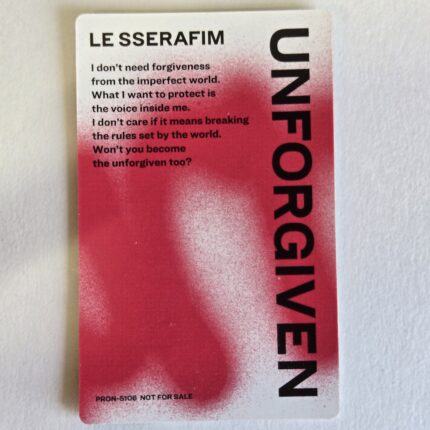 LE SSERAFIM
I don't need forgiveness
from the imperfect world.
What I want to protect is
the voice inside me.
I don't care if it means breaking
the rules set by the world.
Won't you become
the unforgiven too?
UNFORGIVEN
PRON-5106 NOT FOR SALE